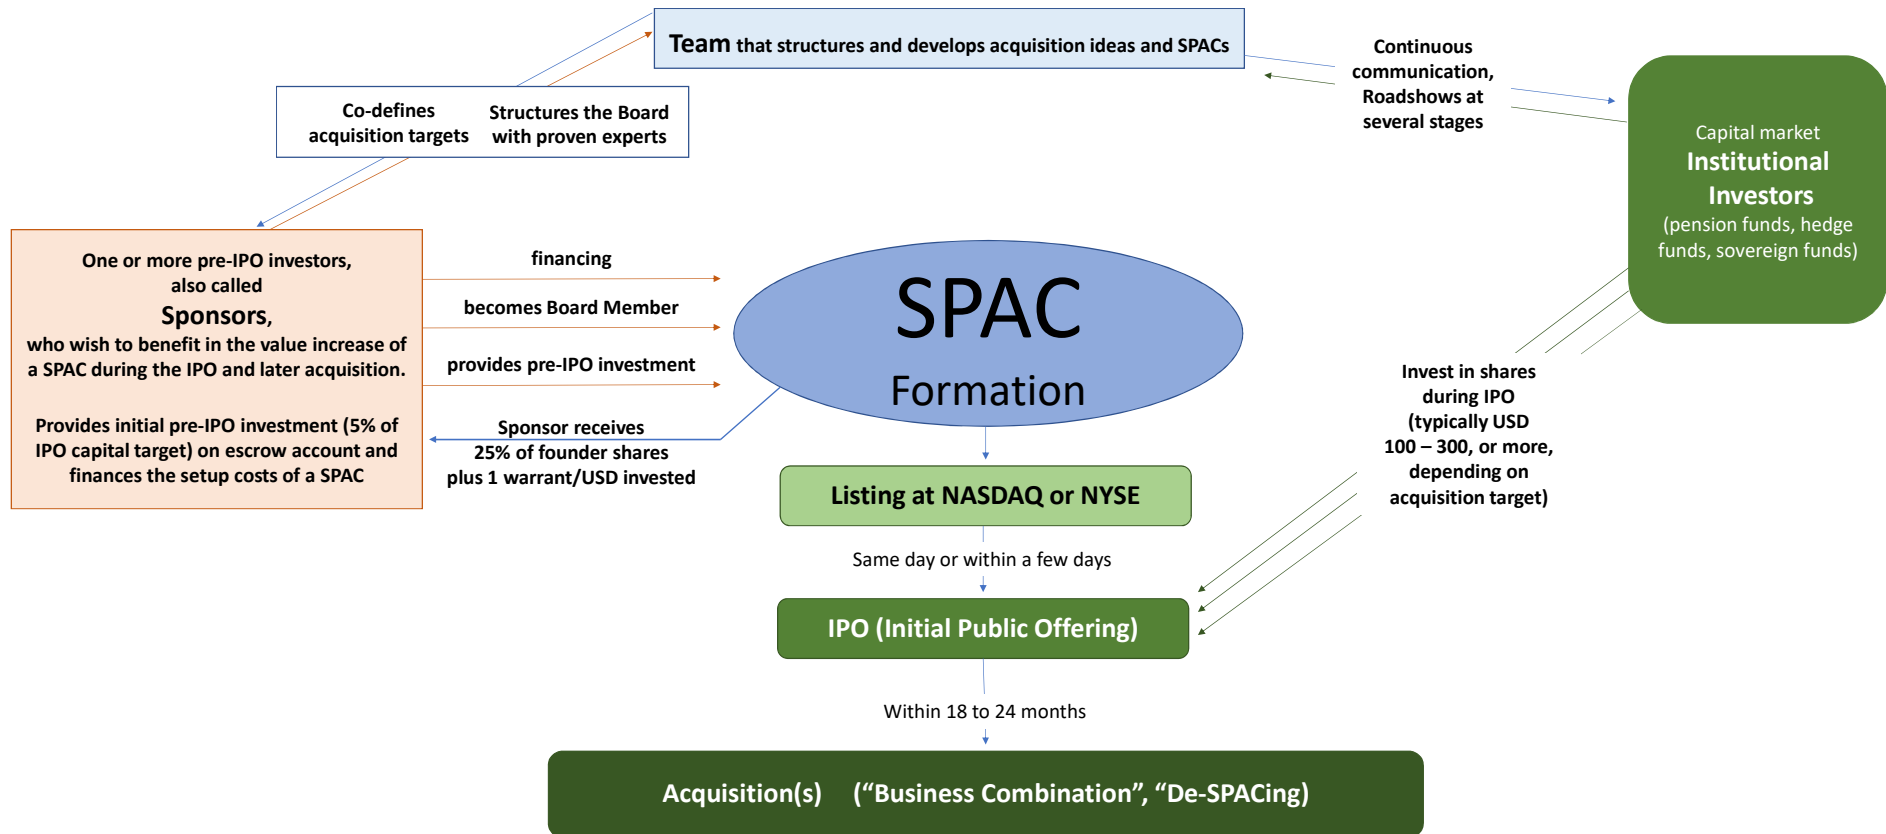 Team that structures and develops acquisition ideas and SPACs
Continuous
communication,
Roadshows at
several stages
Co-defines
acquisition targets
Structures the Board
with proven experts
Capital market
Institutional
Investors
(pension funds, hedge
funds, sovereign funds)
One or more pre-IPO investors,
also called
Sponsors,
who wish to benefit in the value increase of
a SPAC during the IPO and later acquisition.
Provides initial pre-IPO investment (5% of
IPO capital target) on escrow account and
finances the setup costs of a SPAC
financing
becomes Board Member
provides pre-IPO investment
Sponsor receives
25% of founder shares
plus 1 warrant/USD invested
SPAC
Formation
Invest in shares
during IPO
(typically USD
100 – 300, or more,
depending on
acquisition target)
Listing at NASDAQ or NYSE
Same day or within a few days
IPO (Initial Public Offering)
Within 18 to 24 months
Acquisition(s) (“Business Combination”, “De-SPACing)